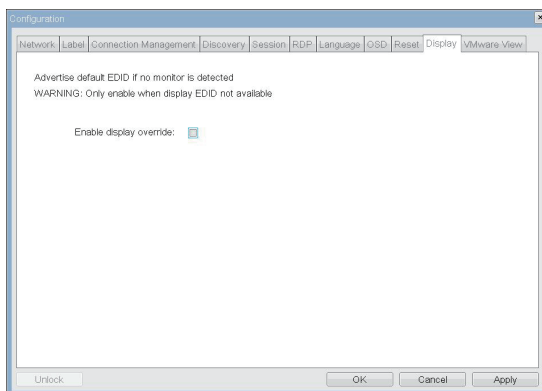 Configuration
Network Label Connection Management Discovery Session RDP Language OSD Reset Display VMware View
Advertise default EDID if no monitor is detected
WARNING: Only enable when display EDID not available
Enable display override:
Unlock OK Cancel Apply